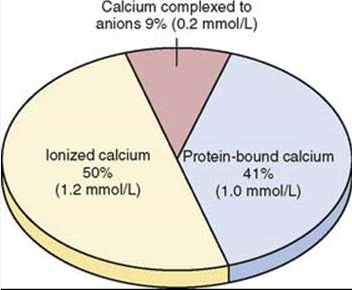 Calcium complexed to
anions 9% (0.2 mmol/L)
Ionized calcium
50%
(1.2 mmol/L)
Protein-bound calcium
41%
(1.0 mmol/L)